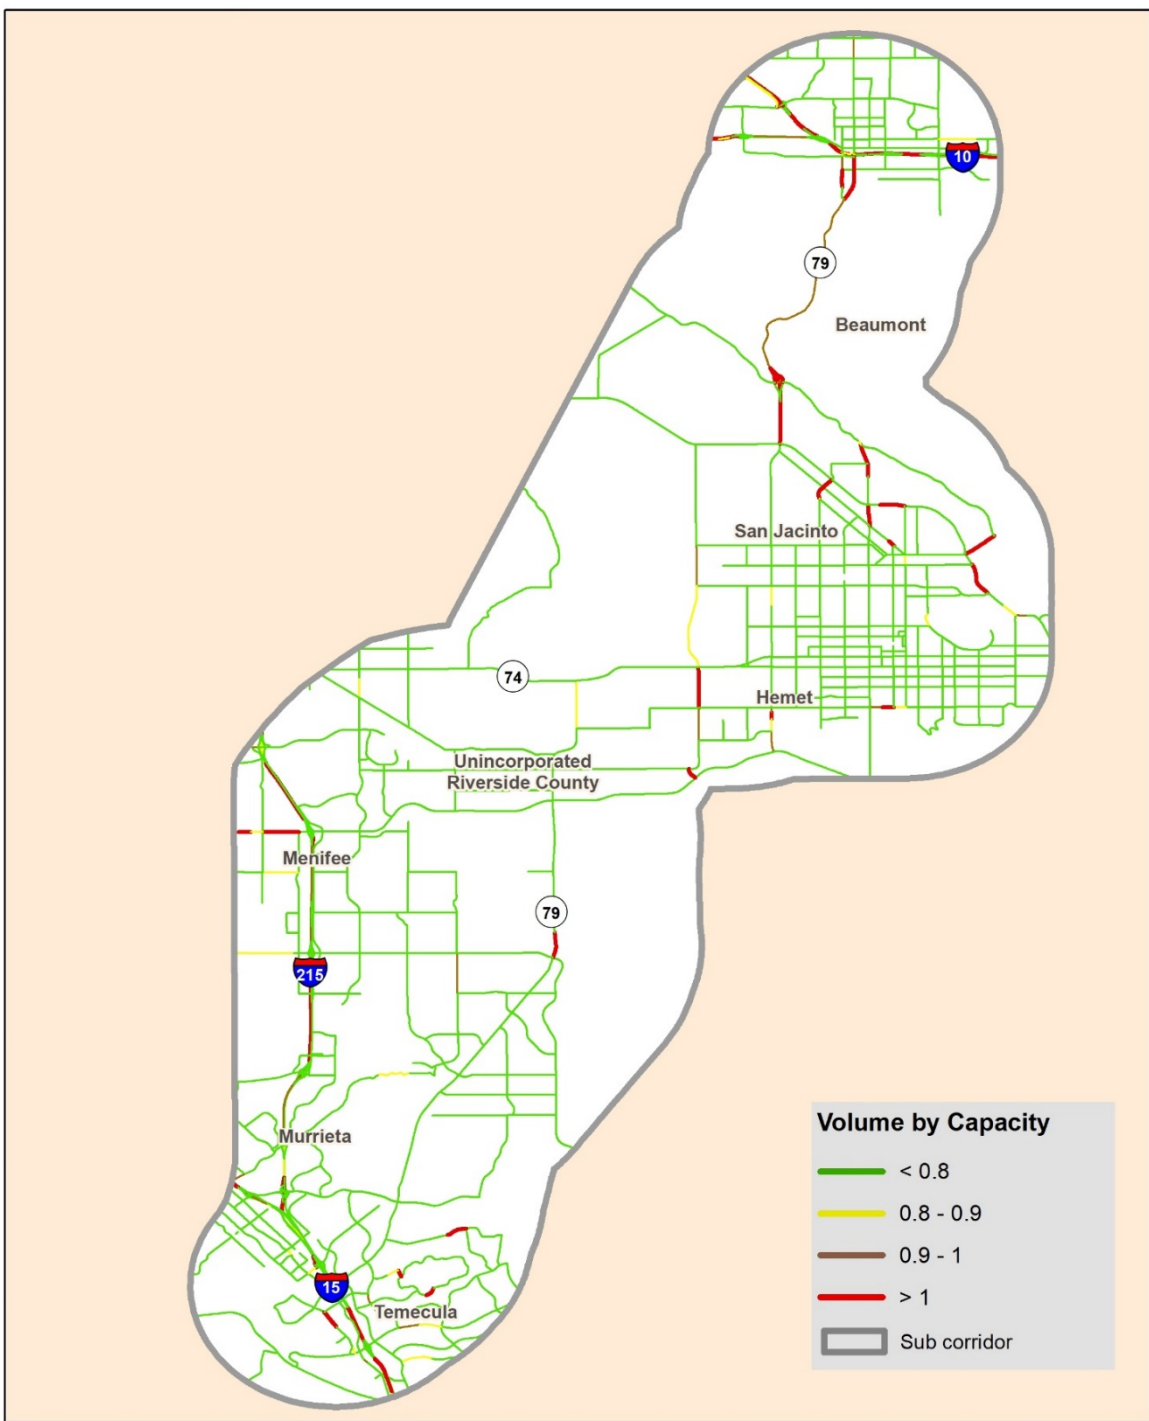 10
79
Beaumont
San Jacinto
74
Hemet
Unincorporated
Riverside County
Menifee
79
215
Murrieta
15
Temecula
Volume by Capacity
< 0.8
0.8 - 0.9
0.9 - 1
> 1
Sub corridor